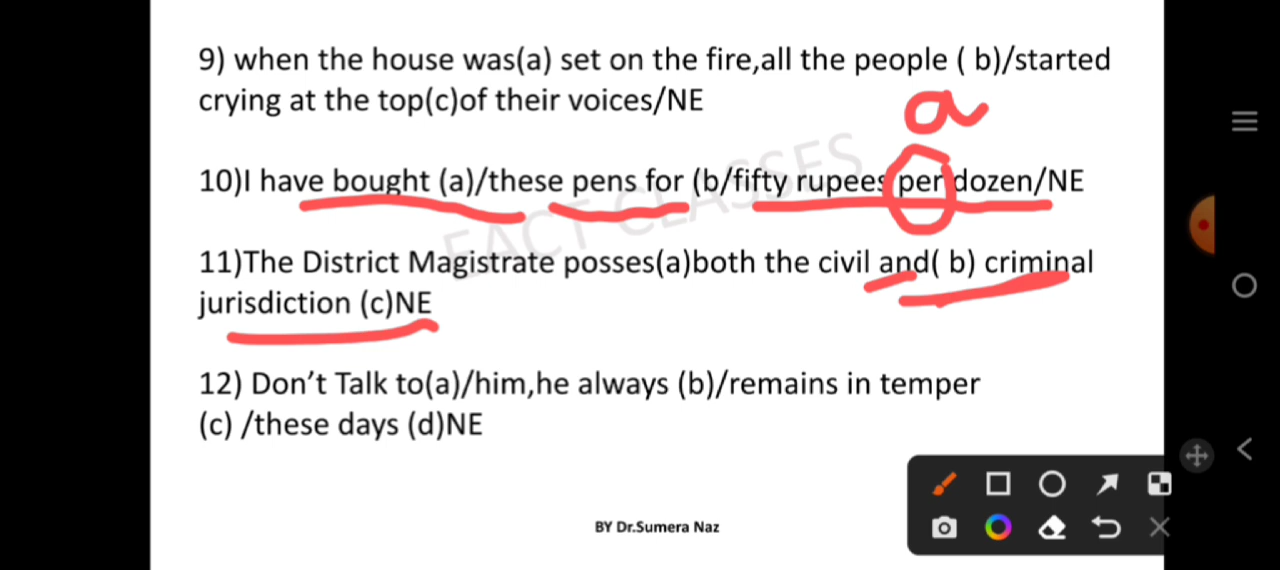 9) when the house was(a) set on the fire,all the people ( b)/started
crying at the top(c)of their voices/NE
a
10)I have bought (a)/these pens for (b/fifty rupees per dozen/NE
11)The District Magistrate posses(a)both the civil and( b) criminal
jurisdiction (c)NE
12) Don’t Talk to(a)/him,he always (b)/remains in temper
(c) /these days (d)NE
EACT CLASSES
BY Dr.Sumera Naz